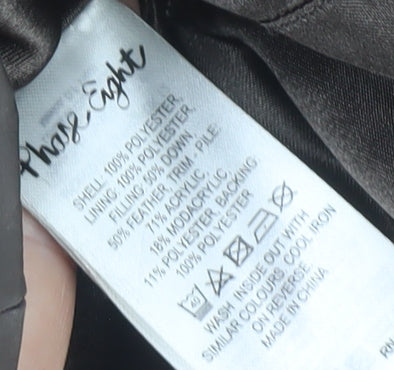 Phase Eight
SHELL: 100% POLYESTER
LINING: 100% POLYESTER,
FILLING 50% DOWN
50% FEATHER TRIM - PILE:
71% ACRYLIC
18% MODACRYLIC
11% POLYESTER, BACKING:
100% POLYESTER
40
WASH INSIDE OUT WITH
SIMILAR COLOURS COOL IRON
ON REVERSE
MADE IN CHINA
RN